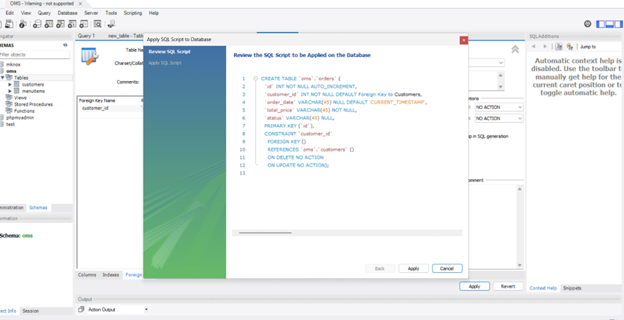 OMS - Warning - not supported
Edit View Query Database Server Tools Scripting Help
Query 1 new_table - Table
SQLAdditions
Jump to
Automatic context help is disabled. Use the toolbar to manually get help for the current caret position or to toggle automatic help.
Filter objects
mknox
oms
Tables
customers
menuitems
Views
Stored Procedures
Functions
phpmyadmin
test
Administration Schemas
Schema: oms
Object Info Session
Table Name
Charset/Collation
Comments:
Foreign Key Name
customer_id
Apply SQL Script to Database
Review SQL Script
Apply SQL Script
Review the SQL Script to be Applied on the Database
1 CREATE TABLE `oms`.`orders` (
2 `id` INT NOT NULL AUTO_INCREMENT,
3 `customer_id` INT NOT NULL DEFAULT Foreign Key to Customers,
4 `order_date` VARCHAR(45) NULL DEFAULT 'CURRENT_TIMESTAMP',
5 `total_price` VARCHAR(45) NOT NULL,
6 `status` VARCHAR(45) NULL,
7 PRIMARY KEY (`id`),
8 CONSTRAINT `customer_id`
9 FOREIGN KEY ()
10 REFERENCES `oms`.`customers` ()
11 ON DELETE NO ACTION
12 ON UPDATE NO ACTION);
13
Back Apply Cancel
NO ACTION
NO ACTION
in SQL generation
Columns Indexes Foreign
Apply Revert
Context Help Snippets
Output
Action Output